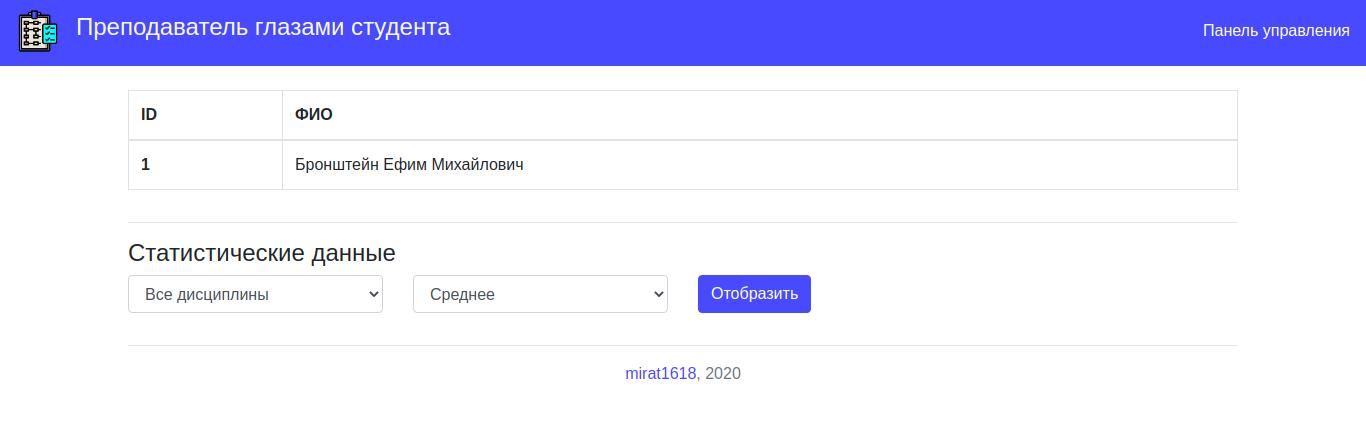 Преподаватель глазами студента
Панель управления
ID ФИО
1 Бронштейн Ефим Михайлович
Статистические данные
Все дисциплины Среднее Отобразить
mirat1618, 2020